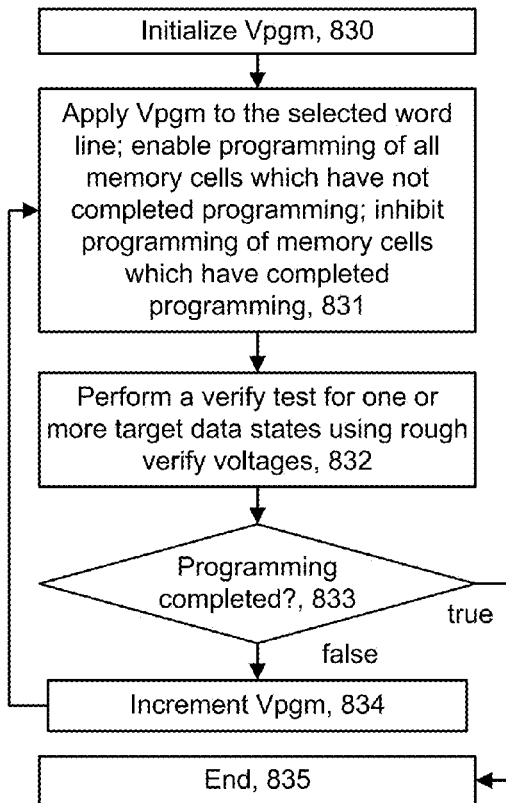 Initialize Vpgm, 830
Apply Vpgm to the selected word
line; enable programming of all
memory cells which have not
completed programming; inhibit
programming of memory cells
which have completed
programming, 831
Perform a verify test for one or
more target data states using rough
verify voltages, 832
Programming
completed?, 833
true
false
Increment Vpgm, 834
End, 835